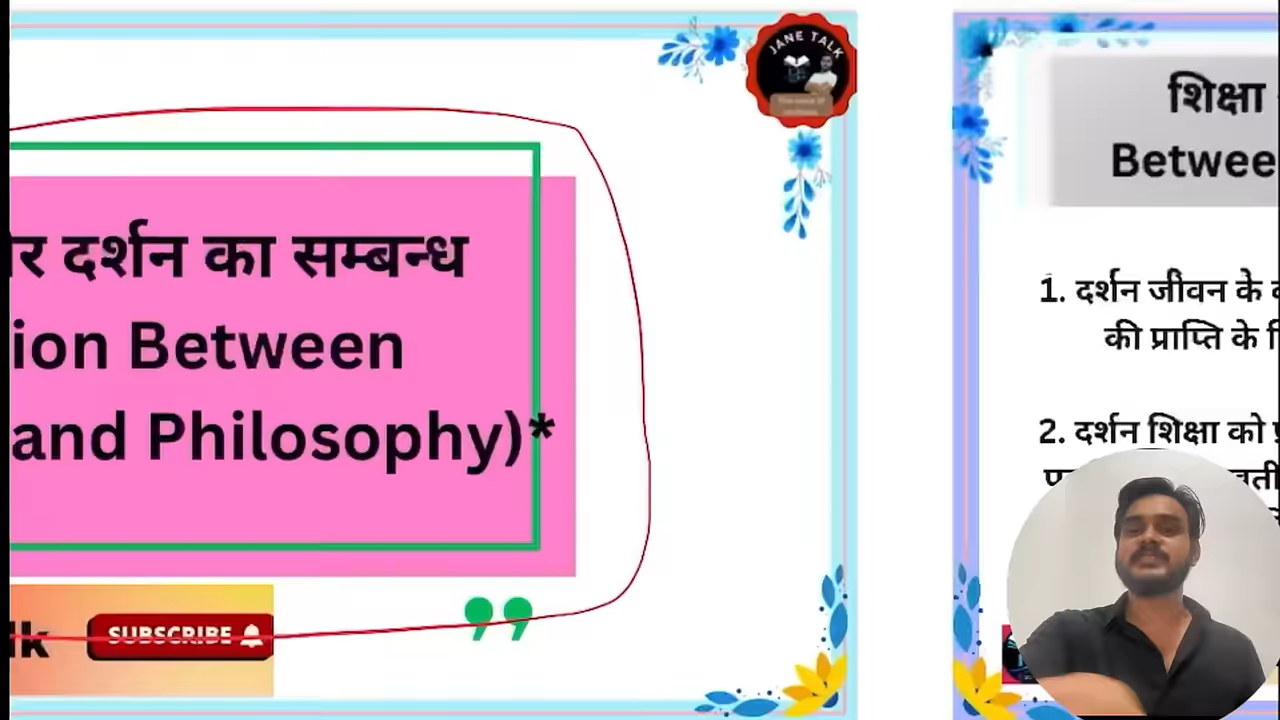 JANE TALK
र दर्शन का सम्बन्ध
ion Between
and Philosophy)*
lk
SUBSCRIBE
शिक्षा
Betwee
1. दर्शन जीवन के
की प्राप्ति के
2. दर्शन शिक्षा को